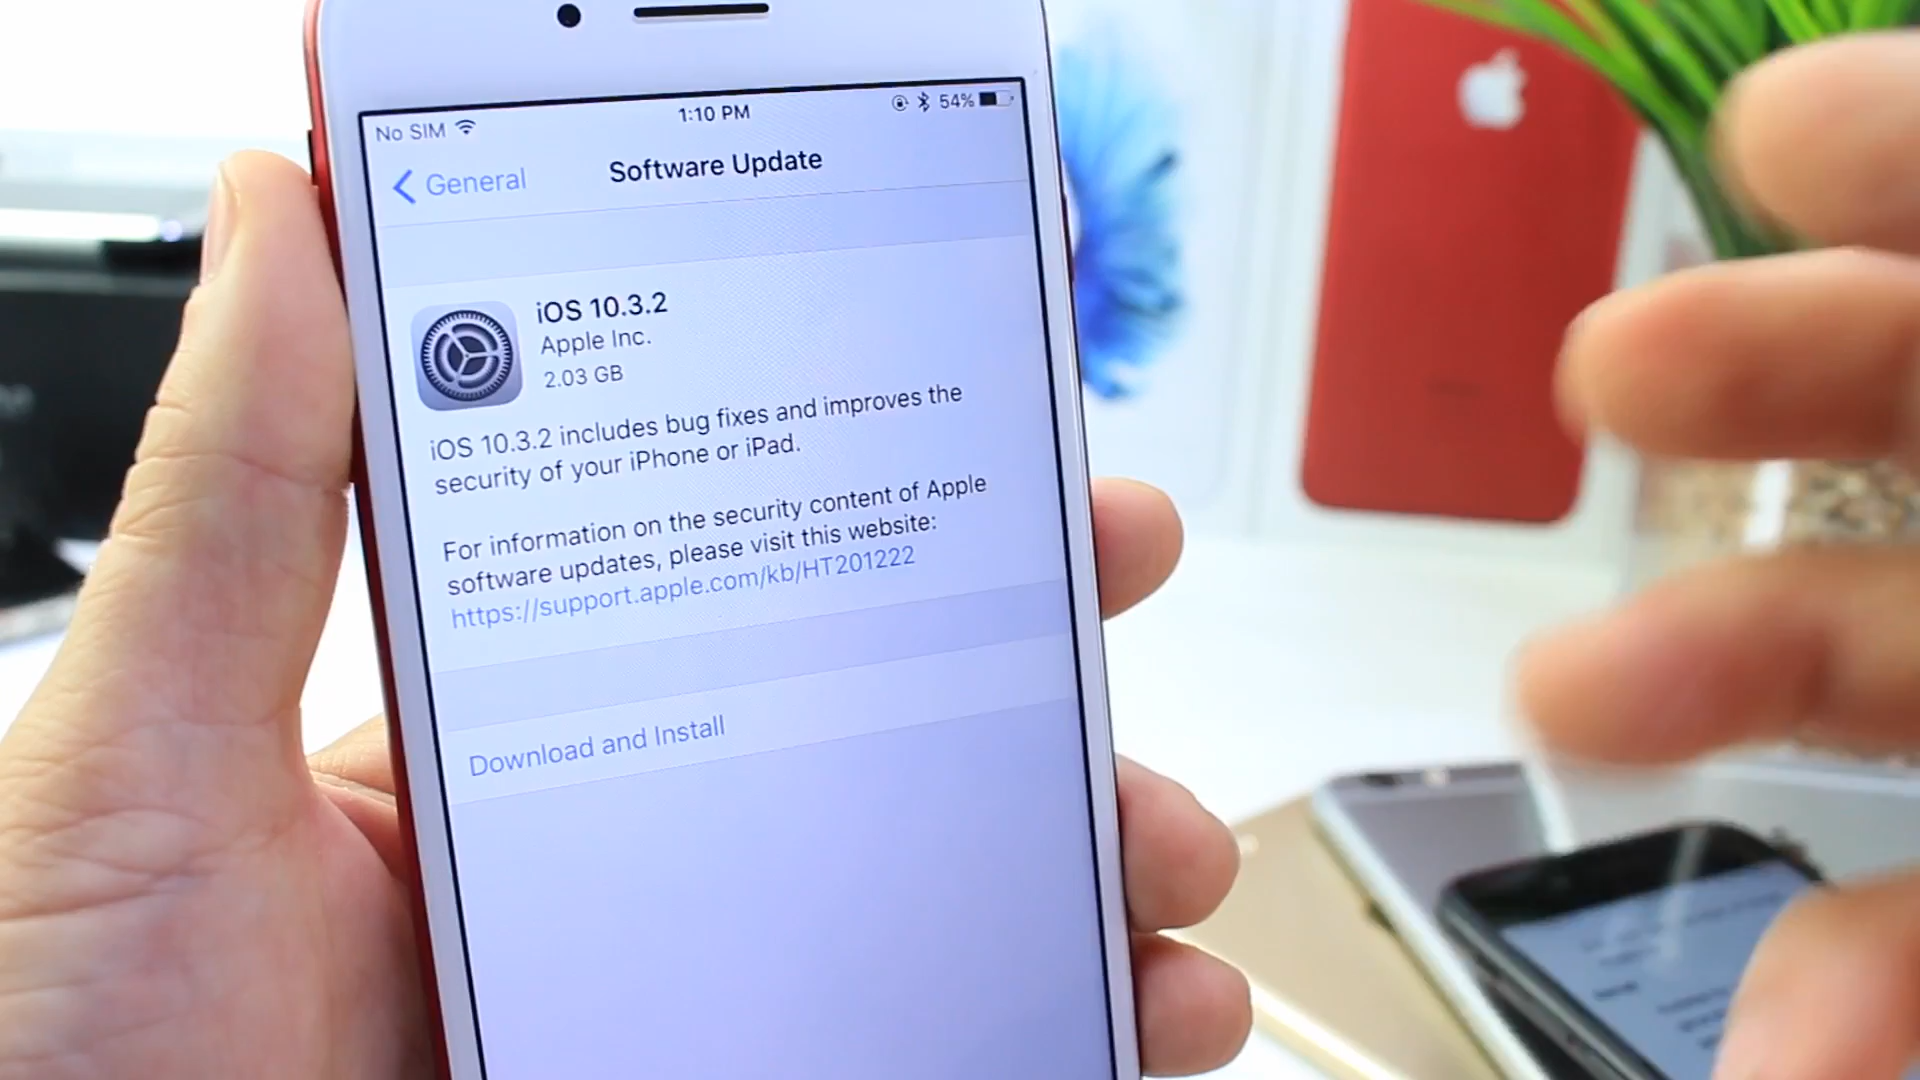 No SIM 1:10 PM 54%
General Software Update
iOS 10.3.2
Apple Inc.
2.03 GB
iOS 10.3.2 includes bug fixes and improves the
security of your iPhone or iPad.
For information on the security content of Apple
software updates, please visit this website:
https://support.apple.com/kb/HT201222
Download and Install